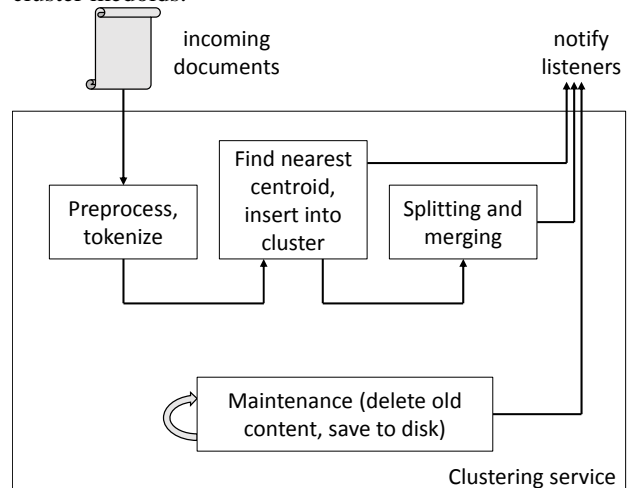 cluster medoids.
incoming
documents
notify
listeners
Preprocess,
tokenize
Find nearest
centroid,
insert into
cluster
Splitting and
merging
Maintenance (delete old
content, save to disk)
Clustering service